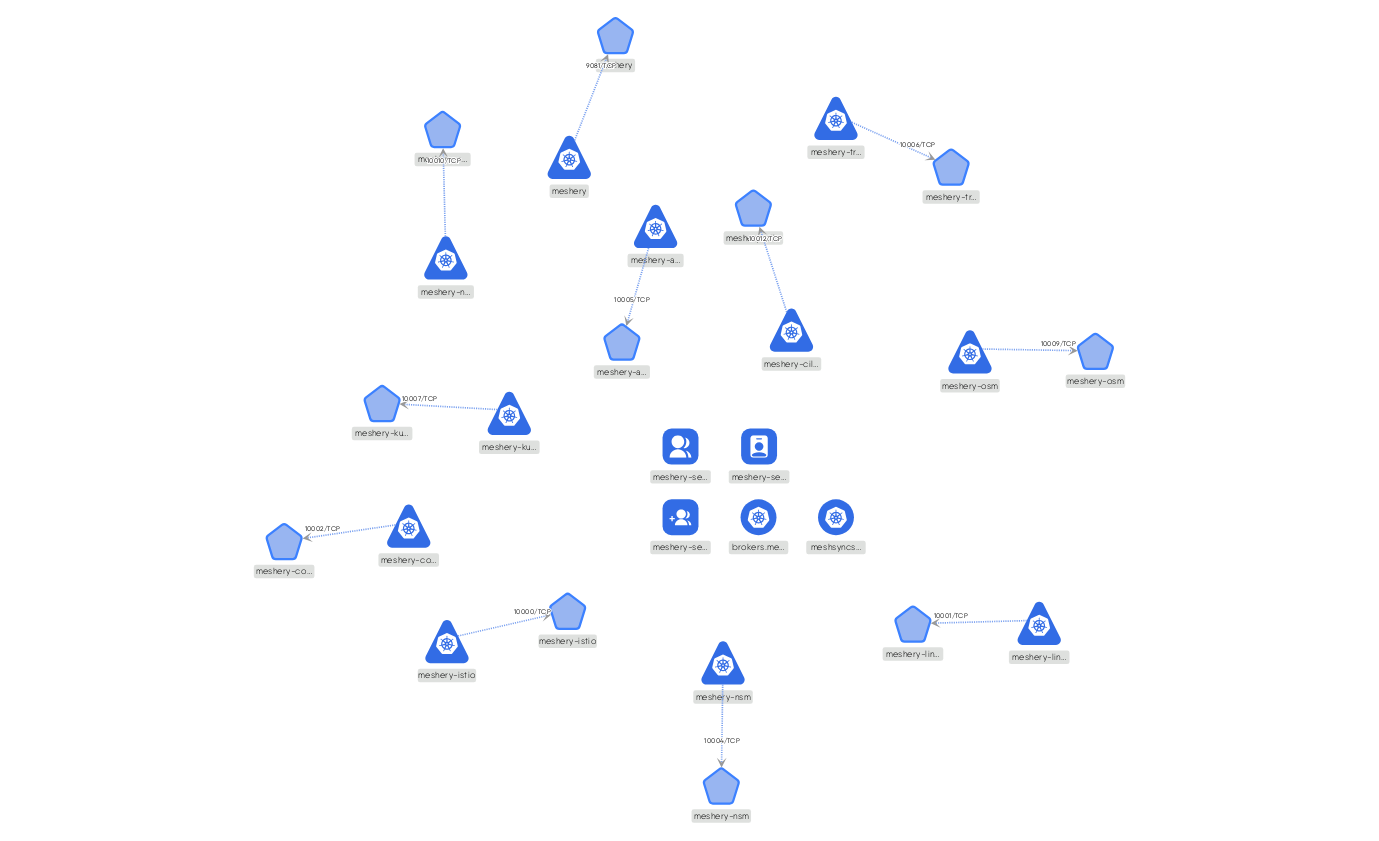 9081/TCP
meshery
10006/TCP
meshery-tr...
meshery-tr...
10010/TCP
meshery-n...
10012/TCP
meshery-a...
10005/TCP
meshery-a...
meshery-cil...
10009/TCP
meshery-osm
meshery-osm
10007/TCP
meshery-ku...
meshery-ku...
meshery-se...
meshery-se...
10002/TCP
meshery-co...
meshery-co...
meshery-se...
brokers.me...
meshsyncs...
10000/TCP
meshery-istio
meshery-istio
10001/TCP
meshery-lin...
meshery-lin...
meshery-nsm
10004/TCP
meshery-nsm